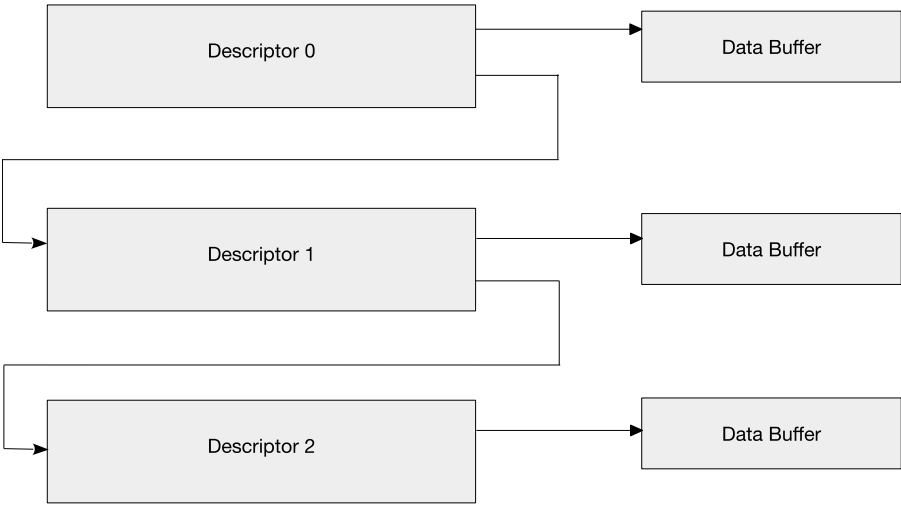 Descriptor 0
Data Buffer
Descriptor 1
Data Buffer
Descriptor 2
Data Buffer